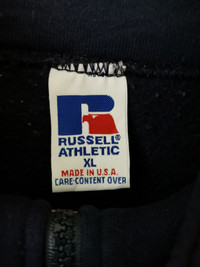 R
RUSSELL®
ATHLETIC
XL
MADE IN U.S.A.
CARE-CONTENT OVER